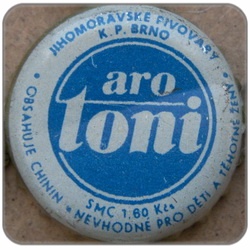 JIHOMORAVSKÉ PIVOVARY
K.P. BRNO
aro
toni
OBSAHUJE CHININ
SMC 1,60 Kčs
NEVHODNÉ PRO DĚTI A TĚHOTNÉ ŽENY